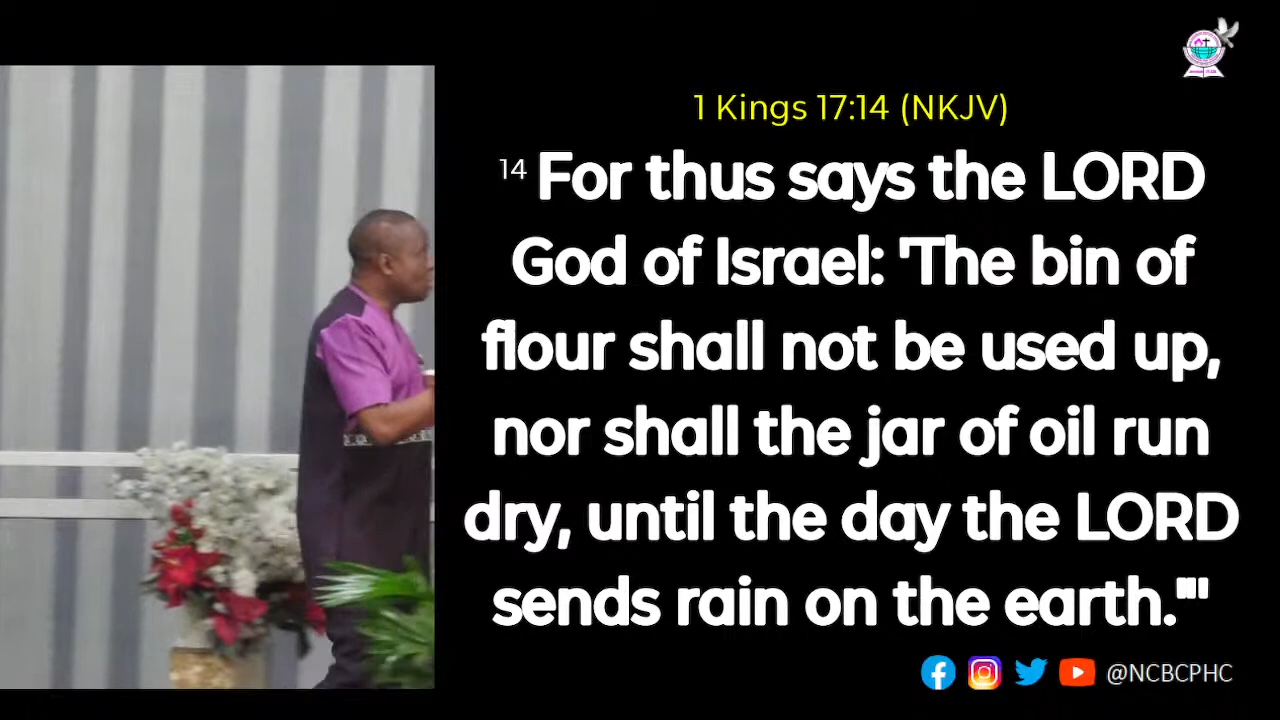 1 Kings 17:14 (NKJV)
14 For thus says the LORD
God of Israel: 'The bin of
flour shall not be used up,
nor shall the jar of oil run
dry, until the day the LORD
sends rain on the earth.'"
@NCBCPHC